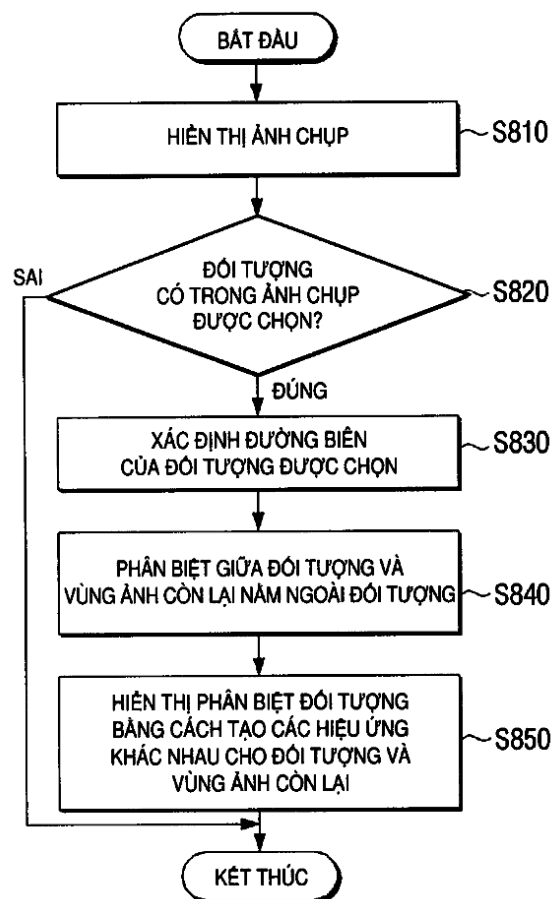 BẮT ĐẦU
HIỂN THỊ ẢNH CHỤP
S810
SAI
ĐỐI TƯỢNG
CÓ TRONG ẢNH CHỤP
ĐƯỢC CHỌN?
S820
ĐÚNG
XÁC ĐỊNH ĐƯỜNG BIÊN
CỦA ĐỐI TƯỢNG ĐƯỢC CHỌN
S830
PHÂN BIỆT GIỮA ĐỐI TƯỢNG VÀ
VÙNG ẢNH CÒN LẠI NẰM NGOÀI ĐỐI TƯỢNG
S840
HIỂN THỊ PHÂN BIỆT ĐỐI TƯỢNG
BẰNG CÁCH TẠO CÁC HIỆU ỨNG
KHÁC NHAU CHO ĐỐI TƯỢNG VÀ
VÙNG ẢNH CÒN LẠI
S850
KẾT THÚC